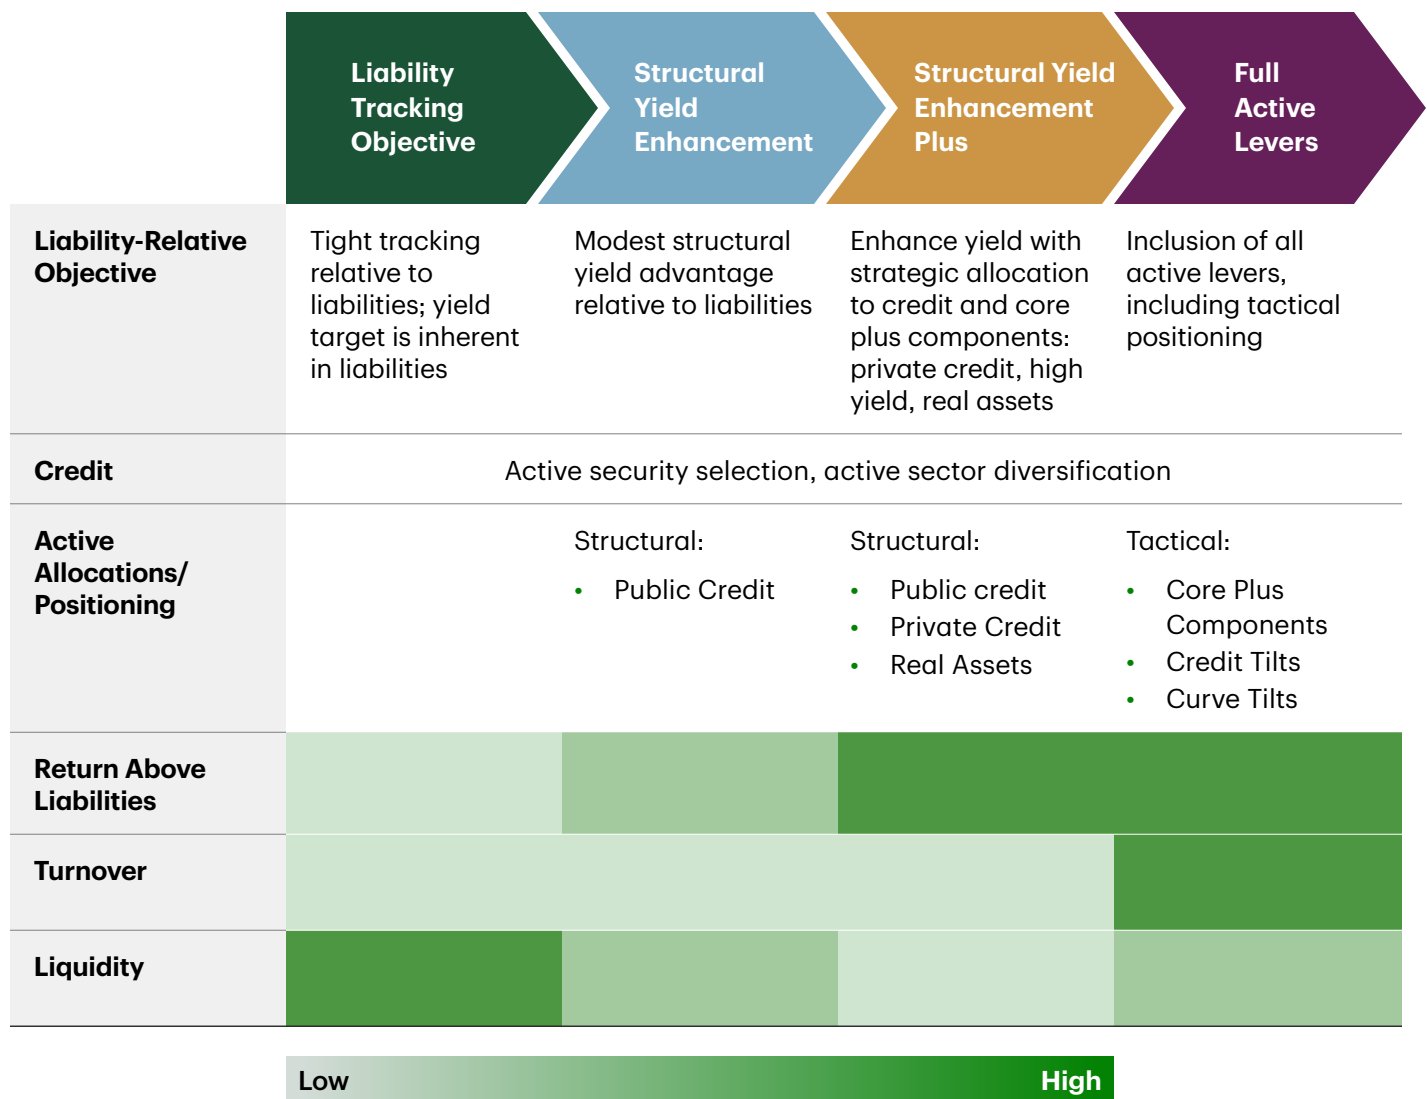 Liability
Tracking
Objective
Structural
Yield
Enhancement
Structural Yield
Enhancement
Plus
Full
Active
Levers
Liability-Relative
Objective
Tight tracking
relative to
liabilities; yield
target is inherent
in liabilities
Modest structural
yield advantage
relative to liabilities
Enhance yield with
strategic allocation
to credit and core
plus components:
private credit, high
yield, real assets
Inclusion of all
active levers,
including tactical
positioning
Credit
Active security selection, active sector diversification
Active
Allocations/
Positioning
Structural:
• Public Credit
Structural:
• Public credit
• Private Credit
• Real Assets
Tactical:
• Core Plus
Components
• Credit Tilts
• Curve Tilts
Return Above
Liabilities
Turnover
Liquidity
Low
High